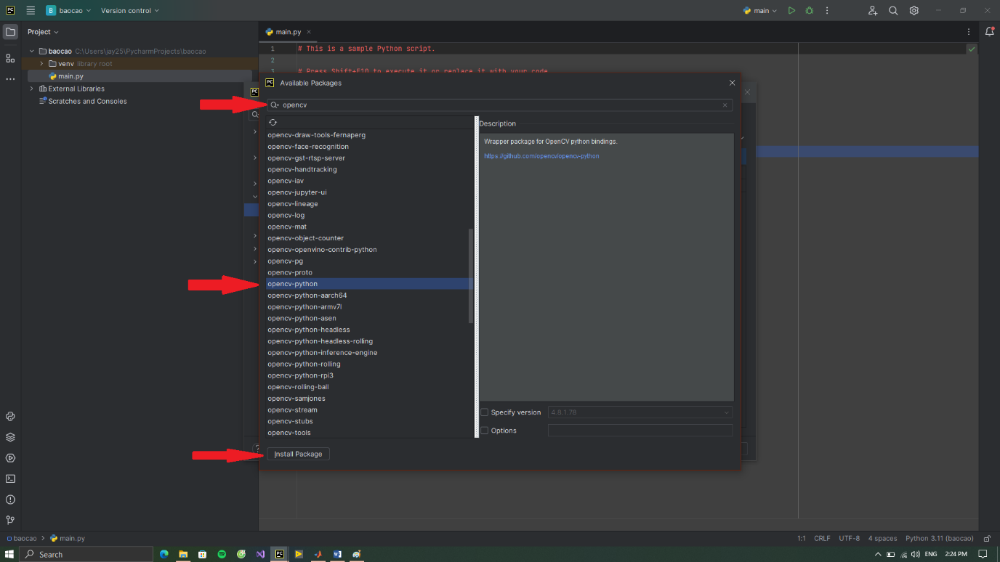 PC
B baocao
Version control
main
Project
main.py
baocao C:\Users\jay25\PycharmProjects\baocao
venv library root
main.py
External Libraries
Scratches and Consoles
1 # This is a sample Python script.
2
3 # Press Shift+F10 to execute it or replace it with your code
PC Available Packages
PC
opencv
opencv-draw-tools-fernaperg
opencv-face-recognition
opencv-gst-rtsp-server
opencv-handtracking
opencv-iav
opencv-jupyter-ui
opencv-lineage
opencv-log
opencv-mat
opencv-object-counter
opencv-openvino-contrib-python
opencv-pg
opencv-proto
opencv-python
opencv-python-aarch64
opencv-python-armv7l
opencv-python-asen
opencv-python-headless
opencv-python-headless-rolling
opencv-python-inference-engine
opencv-python-rolling
opencv-python-rpi3
opencv-rolling-ball
opencv-samjones
opencv-stream
opencv-stubs
opencv-tools
Description
Wrapper package for OpenCV python bindings.
https://github.com/opencv/opencv-python
Specify version 4.8.1.78
Options
Install Package
baocao > main.py
1:1 CRLF UTF-8 4 spaces Python 3.11 (baocao)
Search
ENG 2:24 PM